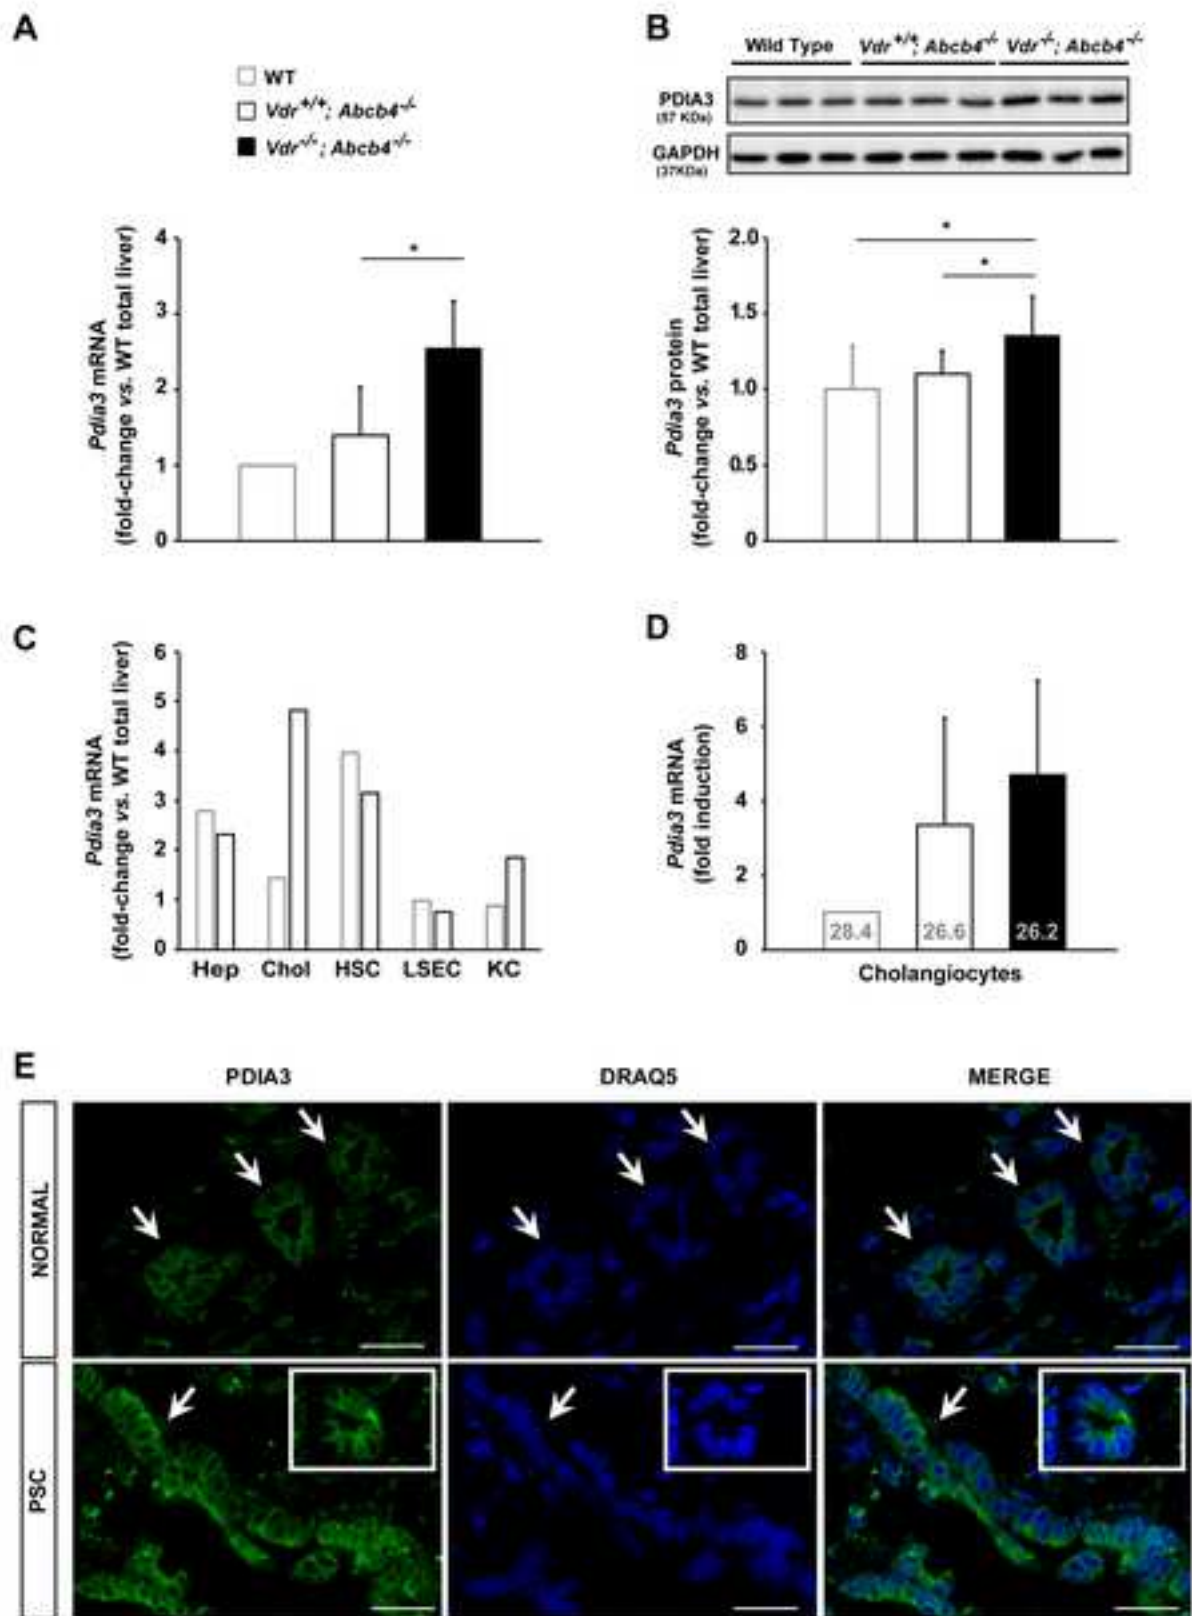 A
WT
Vdr+/+; Abcb4-/-
Vdr-/-; Abcb4-/-
Pdia3 mRNA
(fold-change vs. WT total liver)
4
3
2
1
0
*
B
Wild Type Vdr+/+; Abcb4-/- Vdr-/-; Abcb4-/-
PDIA3
(57 KDa)
GAPDH
(37KDa)
Pdia3 protein
(fold-change vs. WT total liver)
2.0
1.5
1.0
0.5
0
*
*
C
Pdia3 mRNA
(fold-change vs. WT total liver)
6
5
4
3
2
1
0
Hep Chol HSC LSEC KC
D
Pdia3 mRNA
(fold induction)
8
6
4
2
0
28.4 26.6 26.2
Cholangiocytes
E
PDIA3 DRAQ5 MERGE
NORMAL
PSC